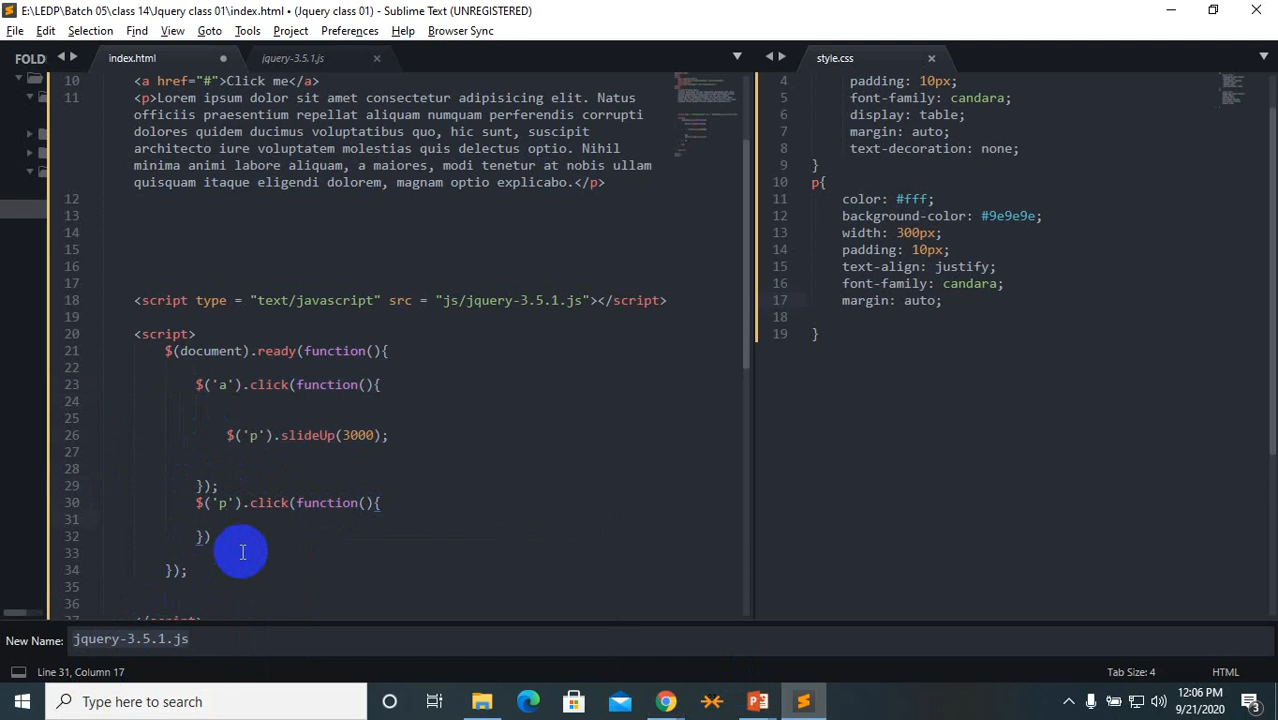 E:\LEDP\Batch 05\class 14\Jquery class 01\index.html • (Jquery class 01) - Sublime Text (UNREGISTERED)
File Edit Selection Find View Goto Tools Project Preferences Help Browser Sync
FOLD
index.html
jquery-3.5.1.js
style.css
10 <a href="#">Click me</a>
11 <p>Lorem ipsum dolor sit amet consectetur adipisicing elit. Natus
officiis praesentium repellat aliquam numquam perferendis corrupti
dolores quidem ducimus voluptatibus quo, hic sunt, suscipit
architecto iure voluptatem molestias quis delectus optio. Nihil
minima animi labore aliquam, a maiores, modi tenetur at nobis ullam
quisquam itaque eligendi dolorem, magnam optio explicabo.</p>
12
13
14
15
16
17
18 <script type = "text/javascript" src = "js/jquery-3.5.1.js"></script>
19
20 <script>
21 $(document).ready(function(){
22
23 $('a').click(function(){
24
25
26 $('p').slideUp(3000);
27
28
29 });
30 $('p').click(function(){
31
32 })
33
34 });
35
36
37 </script>
4 padding: 10px;
5 font-family: candara;
6 display: table;
7 margin: auto;
8 text-decoration: none;
9 }
10 p{
11 color: #fff;
12 background-color: #9e9e9e;
13 width: 300px;
14 padding: 10px;
15 text-align: justify;
16 font-family: candara;
17 margin: auto;
18
19 }
New Name: jquery-3.5.1.js
Line 31, Column 17
Tab Size: 4
HTML
Type here to search
12:06 PM
9/21/2020
3